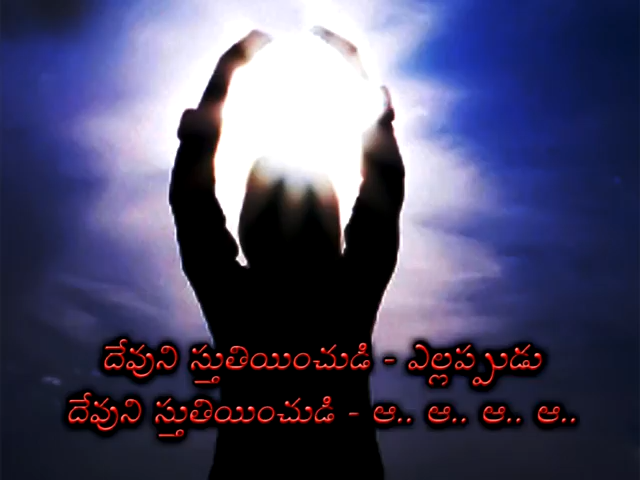 దేవుని స్తుతియించుడి - ఎల్లప్పుడు
దేవుని స్తుతియించుడి - ఆ.. ఆ.. ఆ.. ఆ..